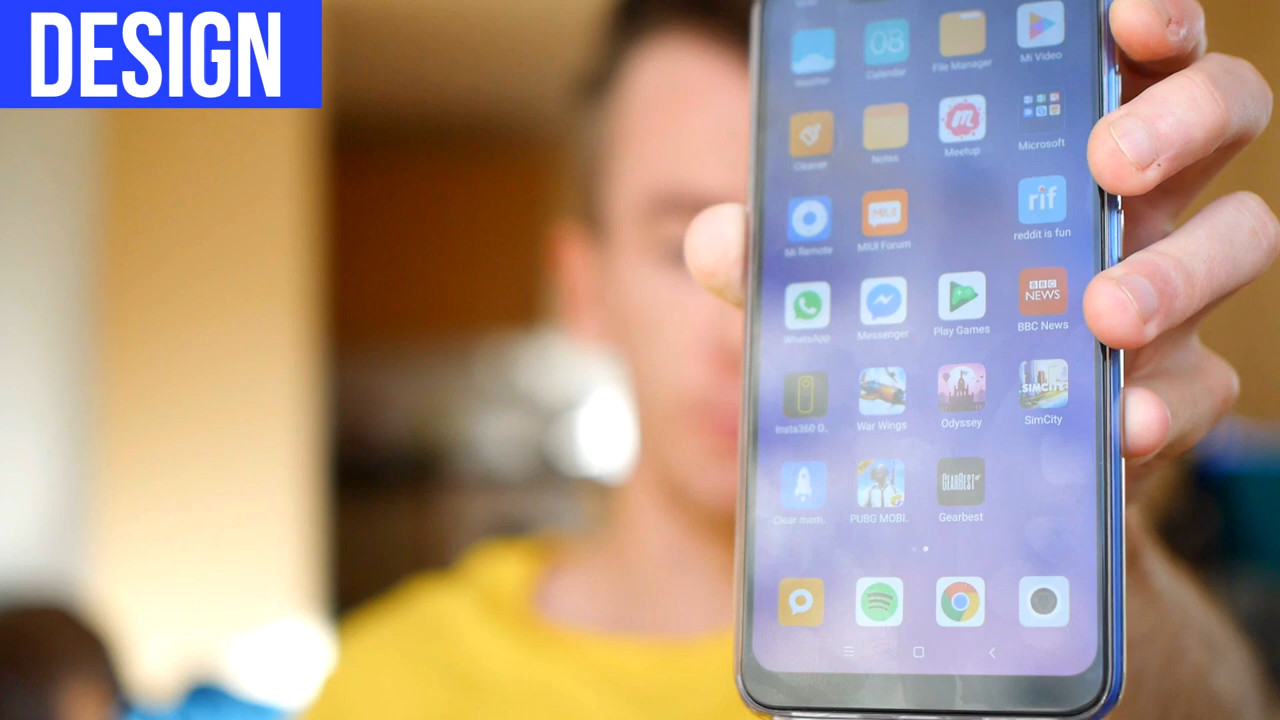 DESIGN
Weather
08
Calendar
File Manager
Mi Video
Cleaner
Notes
m
Meetup
Microsoft
Mi Remote
MIUI
MIUI Forum
rif
reddit is fun
WhatsApp
Messenger
Play Games
BBC
NEWS
BBC News
Insta360 O..
War Wings
Odyssey
SIMCITY
SimCity
Clear mem..
PUBG MOBI..
GEARBEST
Gearbest